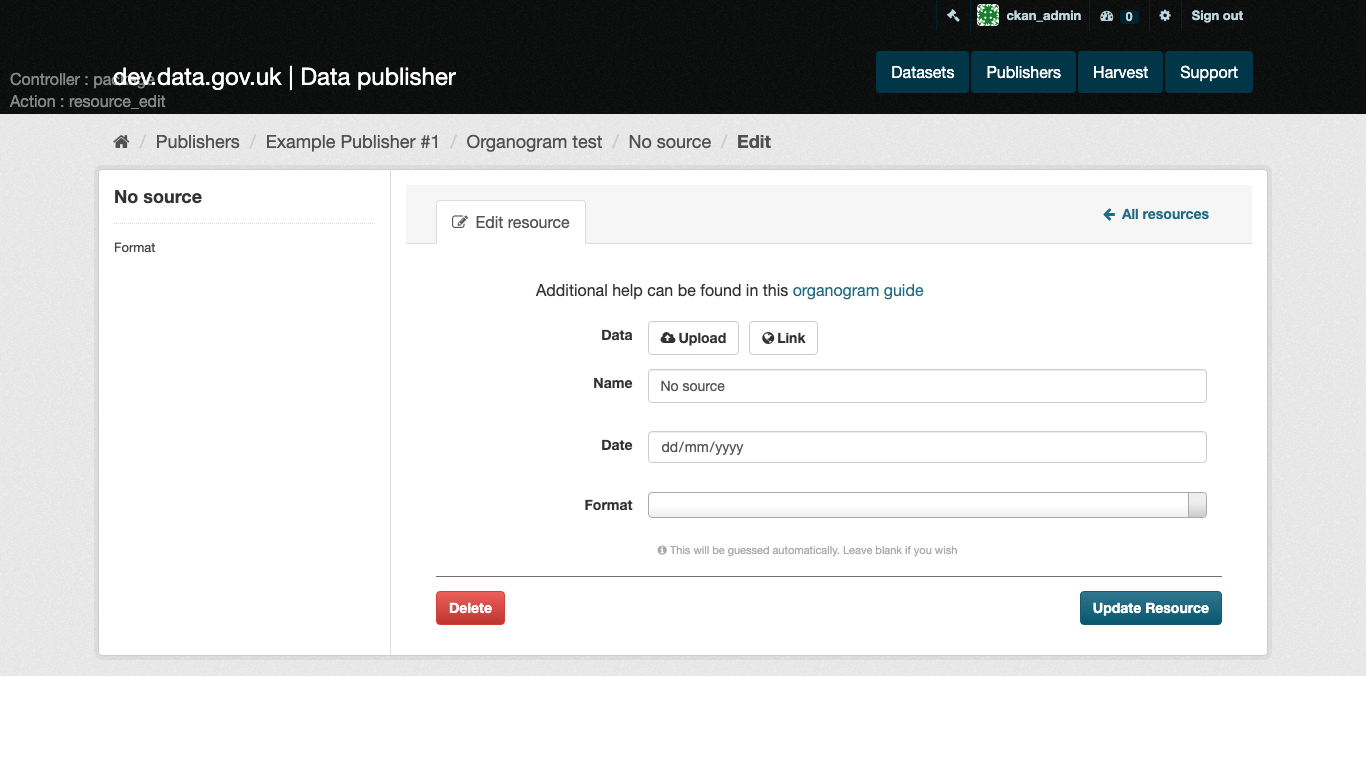 ckan_admin 0 Sign out
Controller : package
dev.data.gov.uk | Data publisher
Datasets Publishers Harvest Support
Action : resource_edit
/ Publishers / Example Publisher #1 / Organogram test / No source / Edit
No source
Format
Edit resource
All resources
Additional help can be found in this organogram guide
Data Upload Link
Name No source
Date dd/mm/yyyy
Format
This will be guessed automatically. Leave blank if you wish
Delete Update Resource